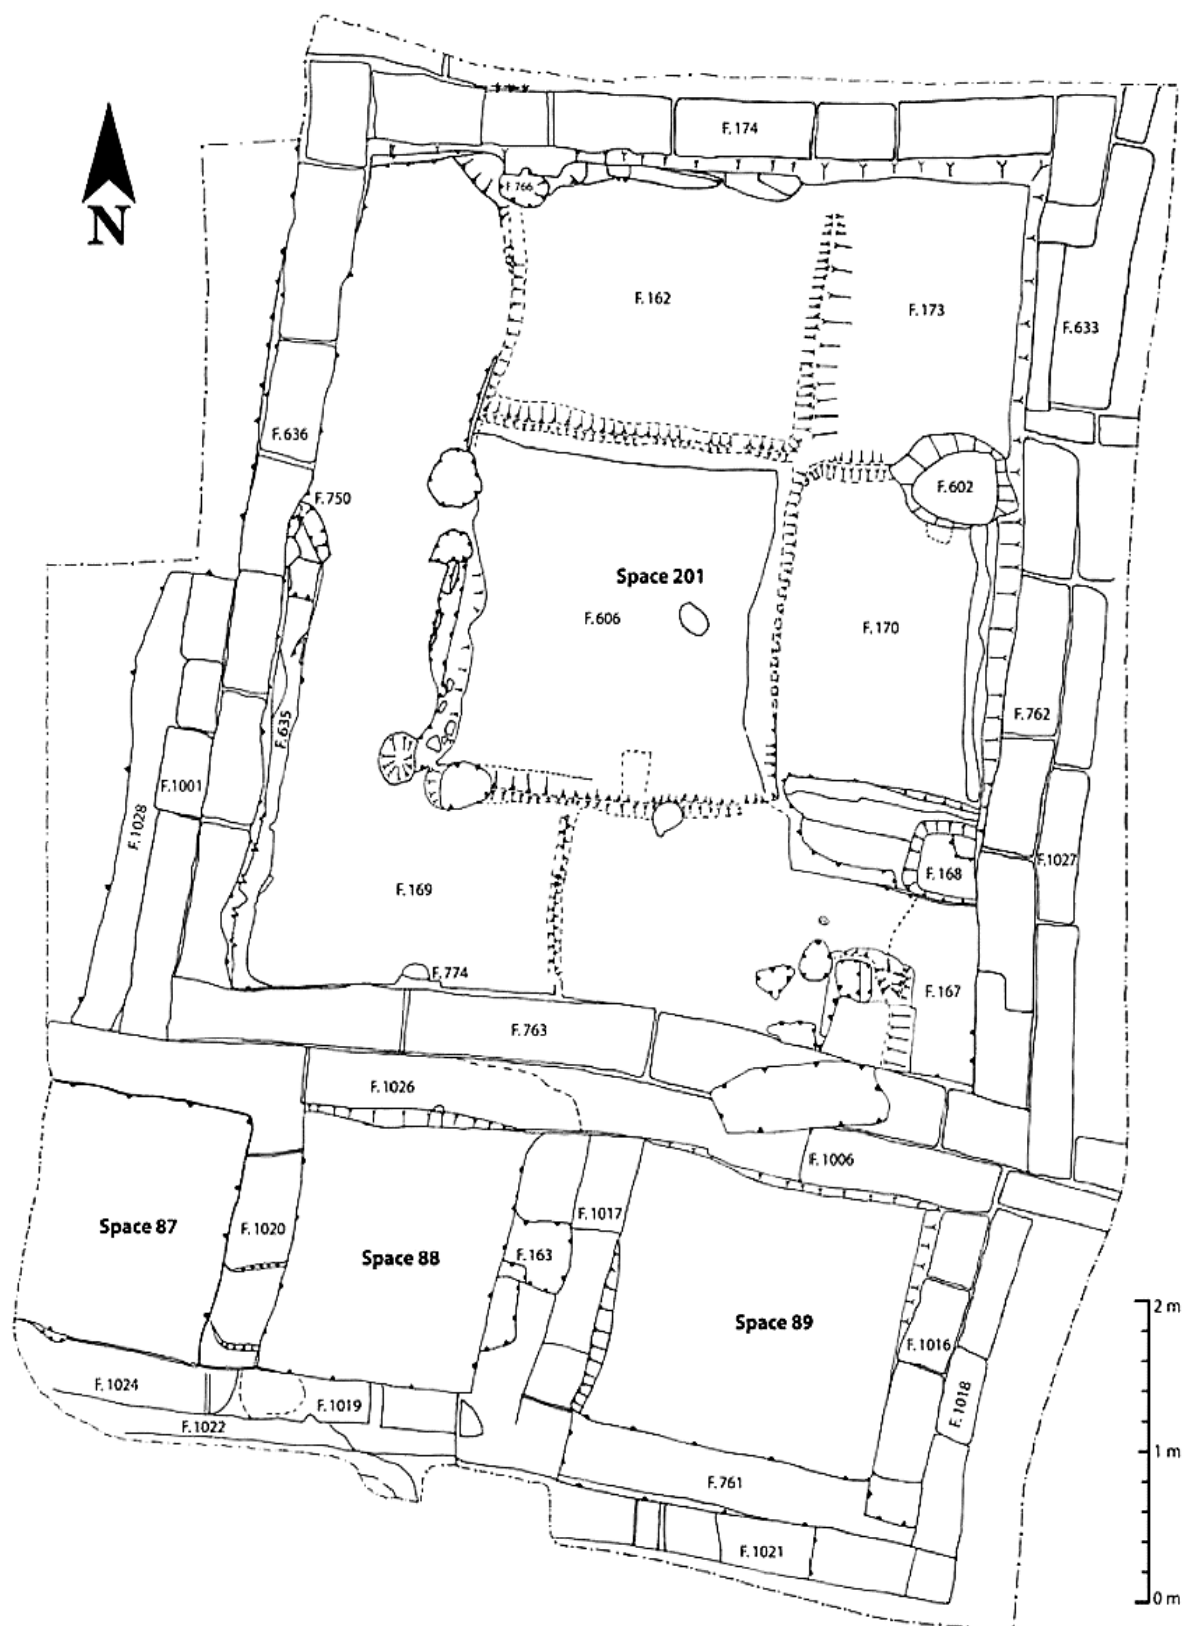 F. 174
N
F. 766
F. 162
F. 173
F. 633
F. 636
F. 750
F. 602
Space 201
F. 606
F. 170
F. 635
F. 762
F. 1001
F. 1028
F. 1027
F. 168
F. 169
F. 774
F. 167
F. 763
F. 1026
F. 1006
Space 87
F. 1020
F. 1017
F. 163
Space 88
Space 89
2 m
F. 1016
F. 1018
F. 1024
F. 1019
F. 1022
1 m
F. 761
F. 1021
0 m